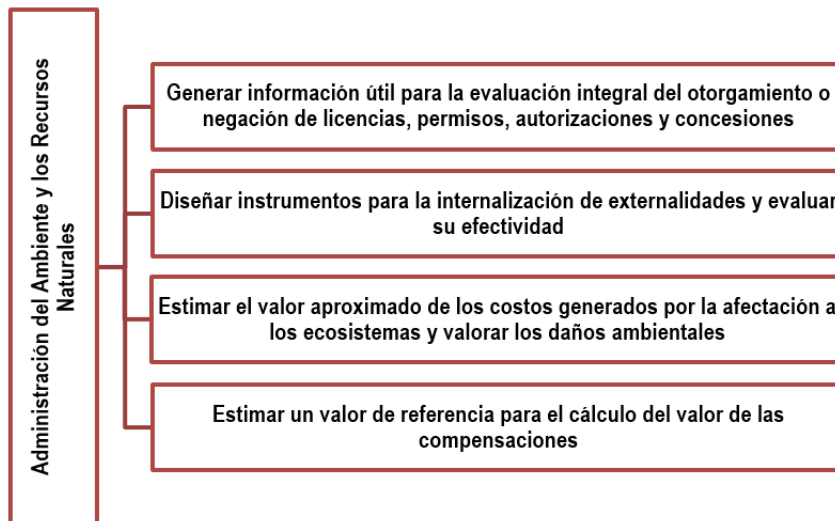 Administración del Ambiente y los Recursos
Naturales
Generar información útil para la evaluación integral del otorgamiento o
negación de licencias, permisos, autorizaciones y concesiones
Diseñar instrumentos para la internalización de externalidades y evaluar
su efectividad
Estimar el valor aproximado de los costos generados por la afectación a
los ecosistemas y valorar los daños ambientales
Estimar un valor de referencia para el cálculo del valor de las
compensaciones